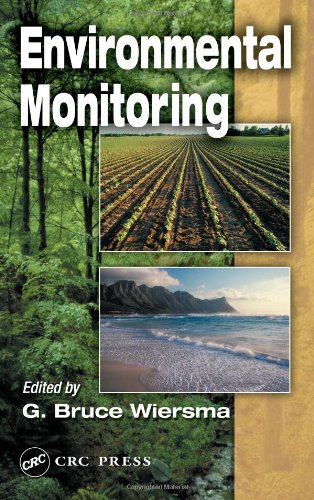 Environmental
Monitoring
Edited by
G. Bruce Wiersma
CRC
CRC PRESS